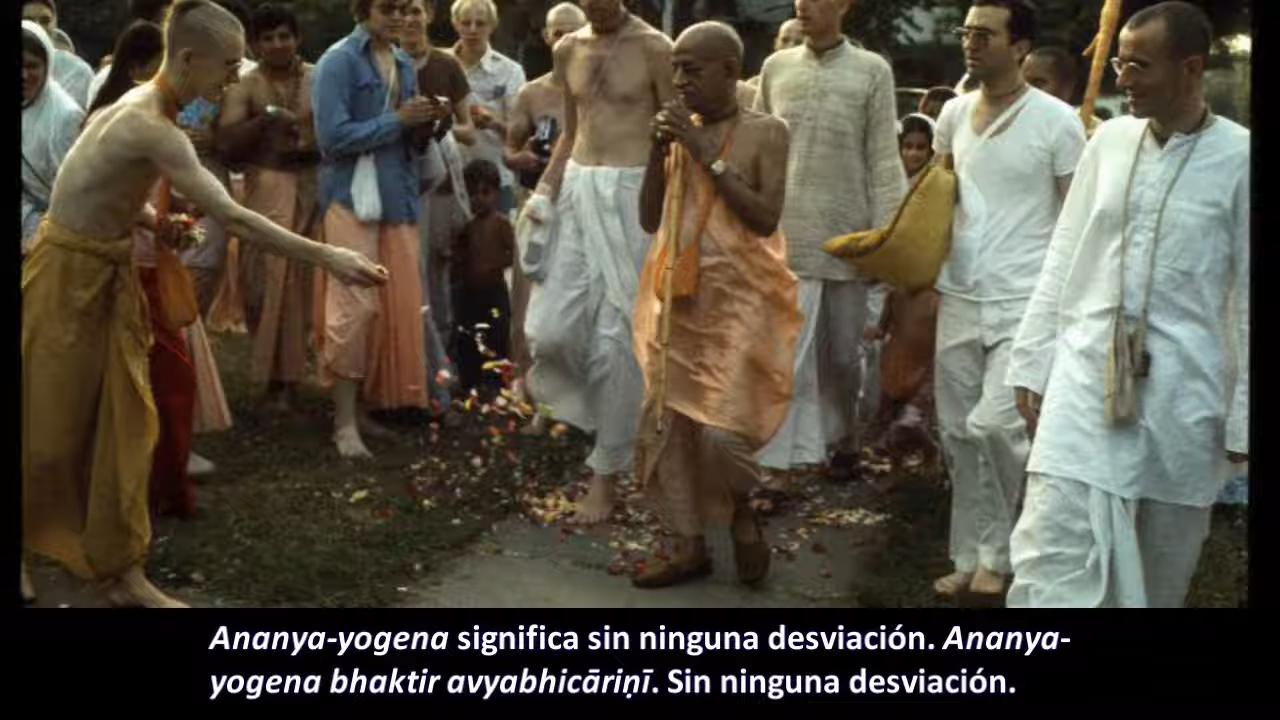 Ananya-yogena significa sin ninguna desviación. Ananya-
yogena bhaktir avyabhicāriṇī. Sin ninguna desviación.